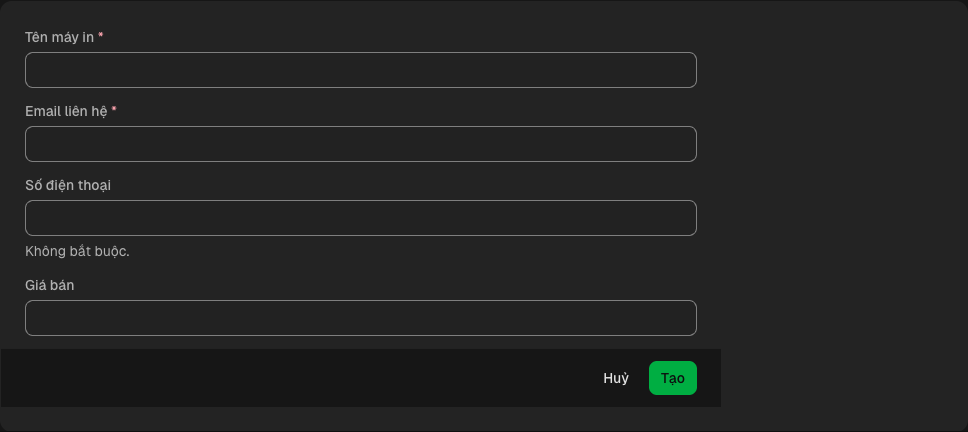 Tên máy in *
Email liên hệ *
Số điện thoại
Không bắt buộc.
Giá bán
Huỷ
Tạo